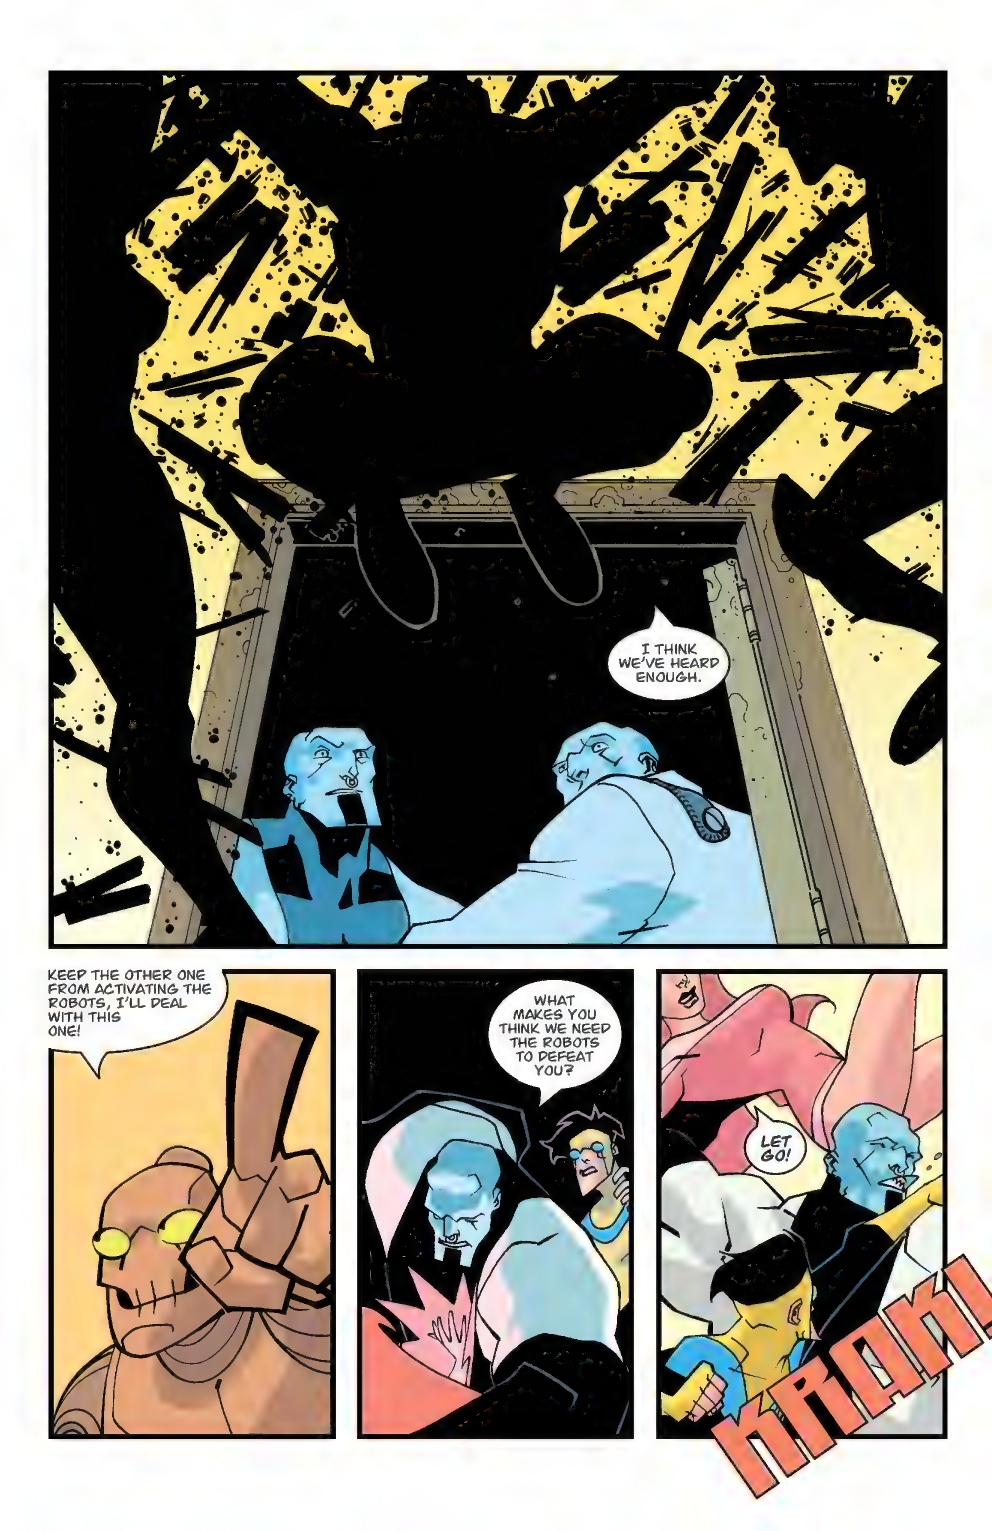 I THINK
WE'VE HEARD
ENOUGH.
KEEP THE OTHER ONE
FROM ACTIVATING THE
ROBOTS, I'LL DEAL
WITH THIS
ONE!
WHAT
MAKES YOU
THINK WE NEED
THE ROBOTS
TO DEFEAT
YOU?
LET
GO!
KRAK!